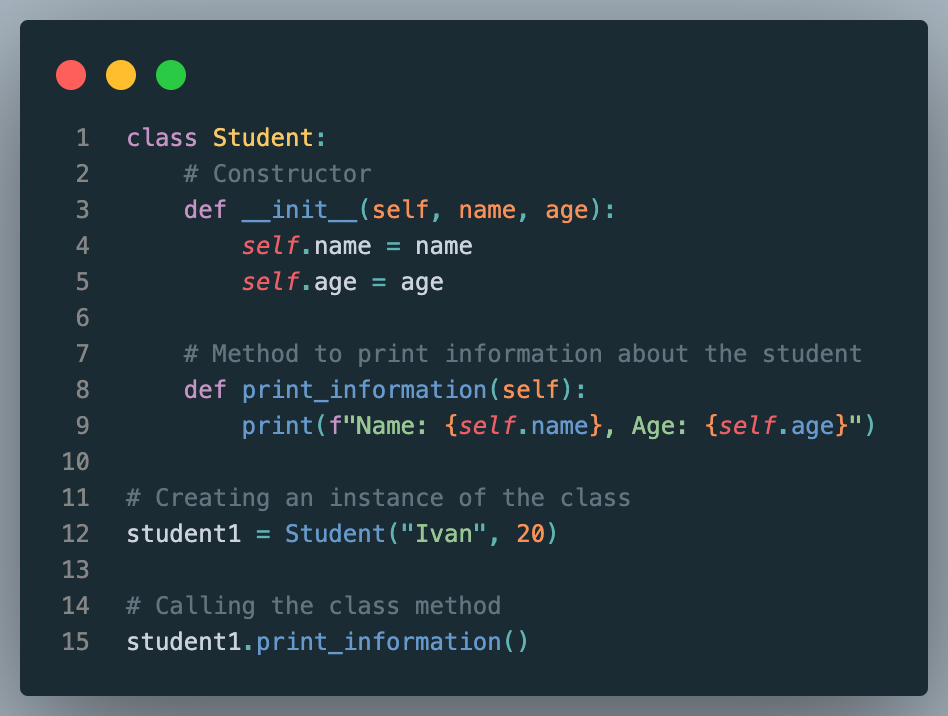 1 class Student:
2     # Constructor
3     def __init__(self, name, age):
4         self.name = name
5         self.age = age
6
7     # Method to print information about the student
8     def print_information(self):
9         print(f"Name: {self.name}, Age: {self.age}")
10
11 # Creating an instance of the class
12 student1 = Student("Ivan", 20)
13
14 # Calling the class method
15 student1.print_information()